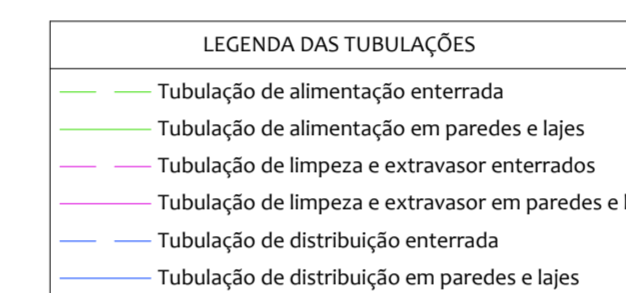 LEGENDA DAS TUBULAÇÕES
Tubulação de alimentação enterrada
Tubulação de alimentação em paredes e lajes
Tubulação de limpeza e extravasor enterrados
Tubulação de limpeza e extravasor em paredes e
Tubulação de distribuição enterrada
Tubulação de distribuição em paredes e lajes